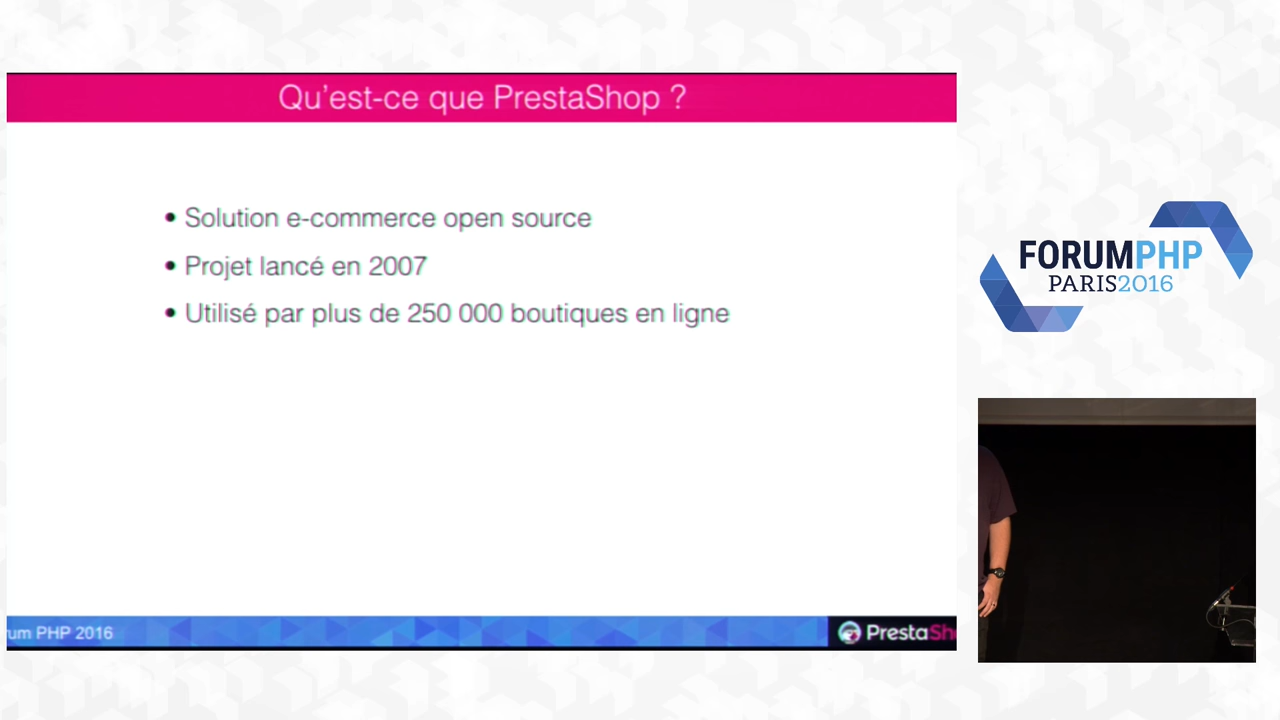 Qu'est-ce que PrestaShop ?
• Solution e-commerce open source
• Projet lancé en 2007
• Utilisé par plus de 250 000 boutiques en ligne
um PHP 2016
PrestaSh
FORUMPHP
PARIS2016